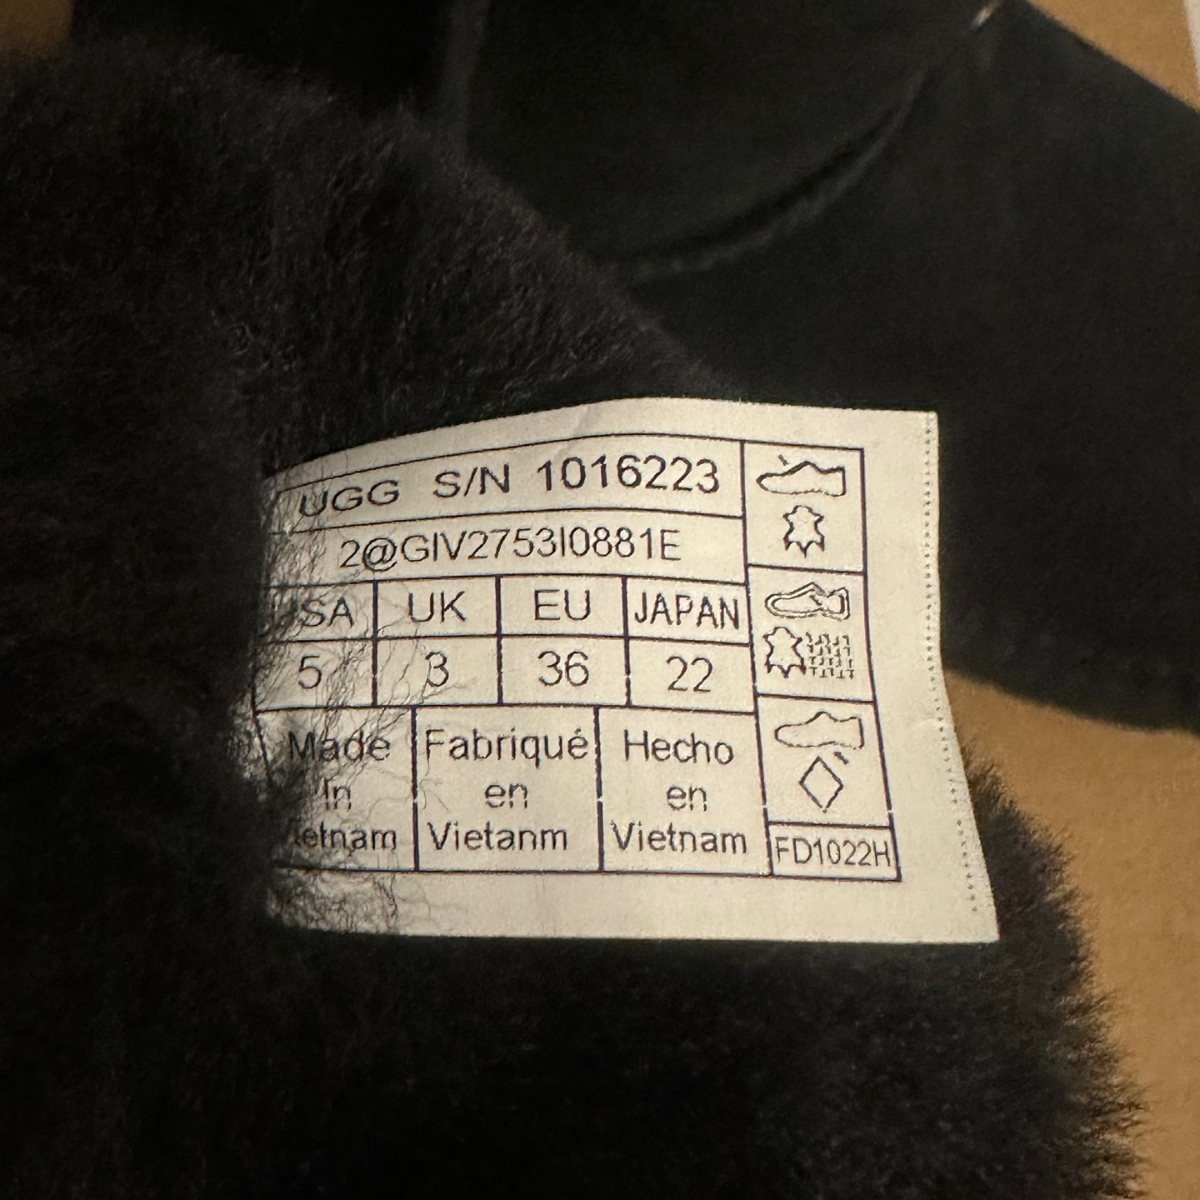 UGG S/N 1016223
2@GIV2753I0881E
USA UK EU JAPAN
5 3 36 22
Made Fabriqué Hecho
In en en
Vietnam Vietanm Vietnam
FD1022H